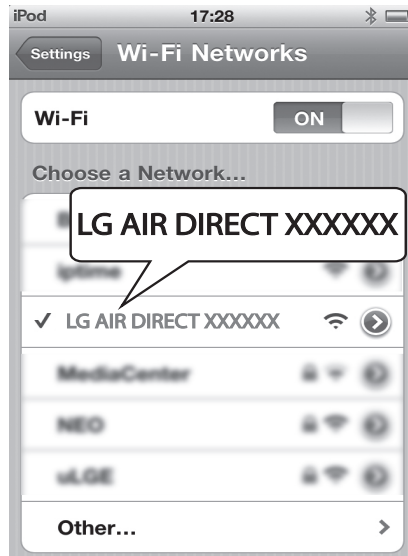 iPod 17:28
Settings Wi-Fi Networks
Wi-Fi ON
Choose a Network...
LG AIR DIRECT XXXXXX
iptime
✓ LG AIR DIRECT XXXXXX
MediaCenter
NEO
uLGE
Other...